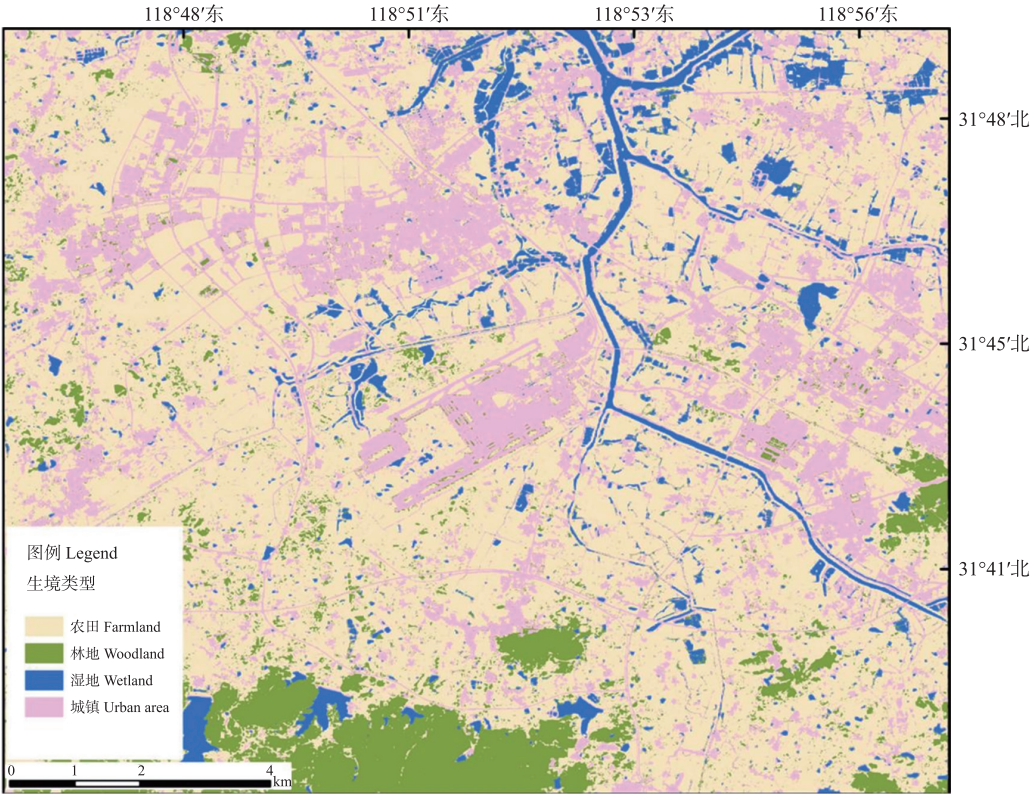 118°48′东 118°51′东 118°53′东 118°56′东
31°48′北
31°45′北
31°41′北
图例 Legend
生境类型
农田 Farmland
林地 Woodland
湿地 Wetland
城镇 Urban area
0 1 2 4
km